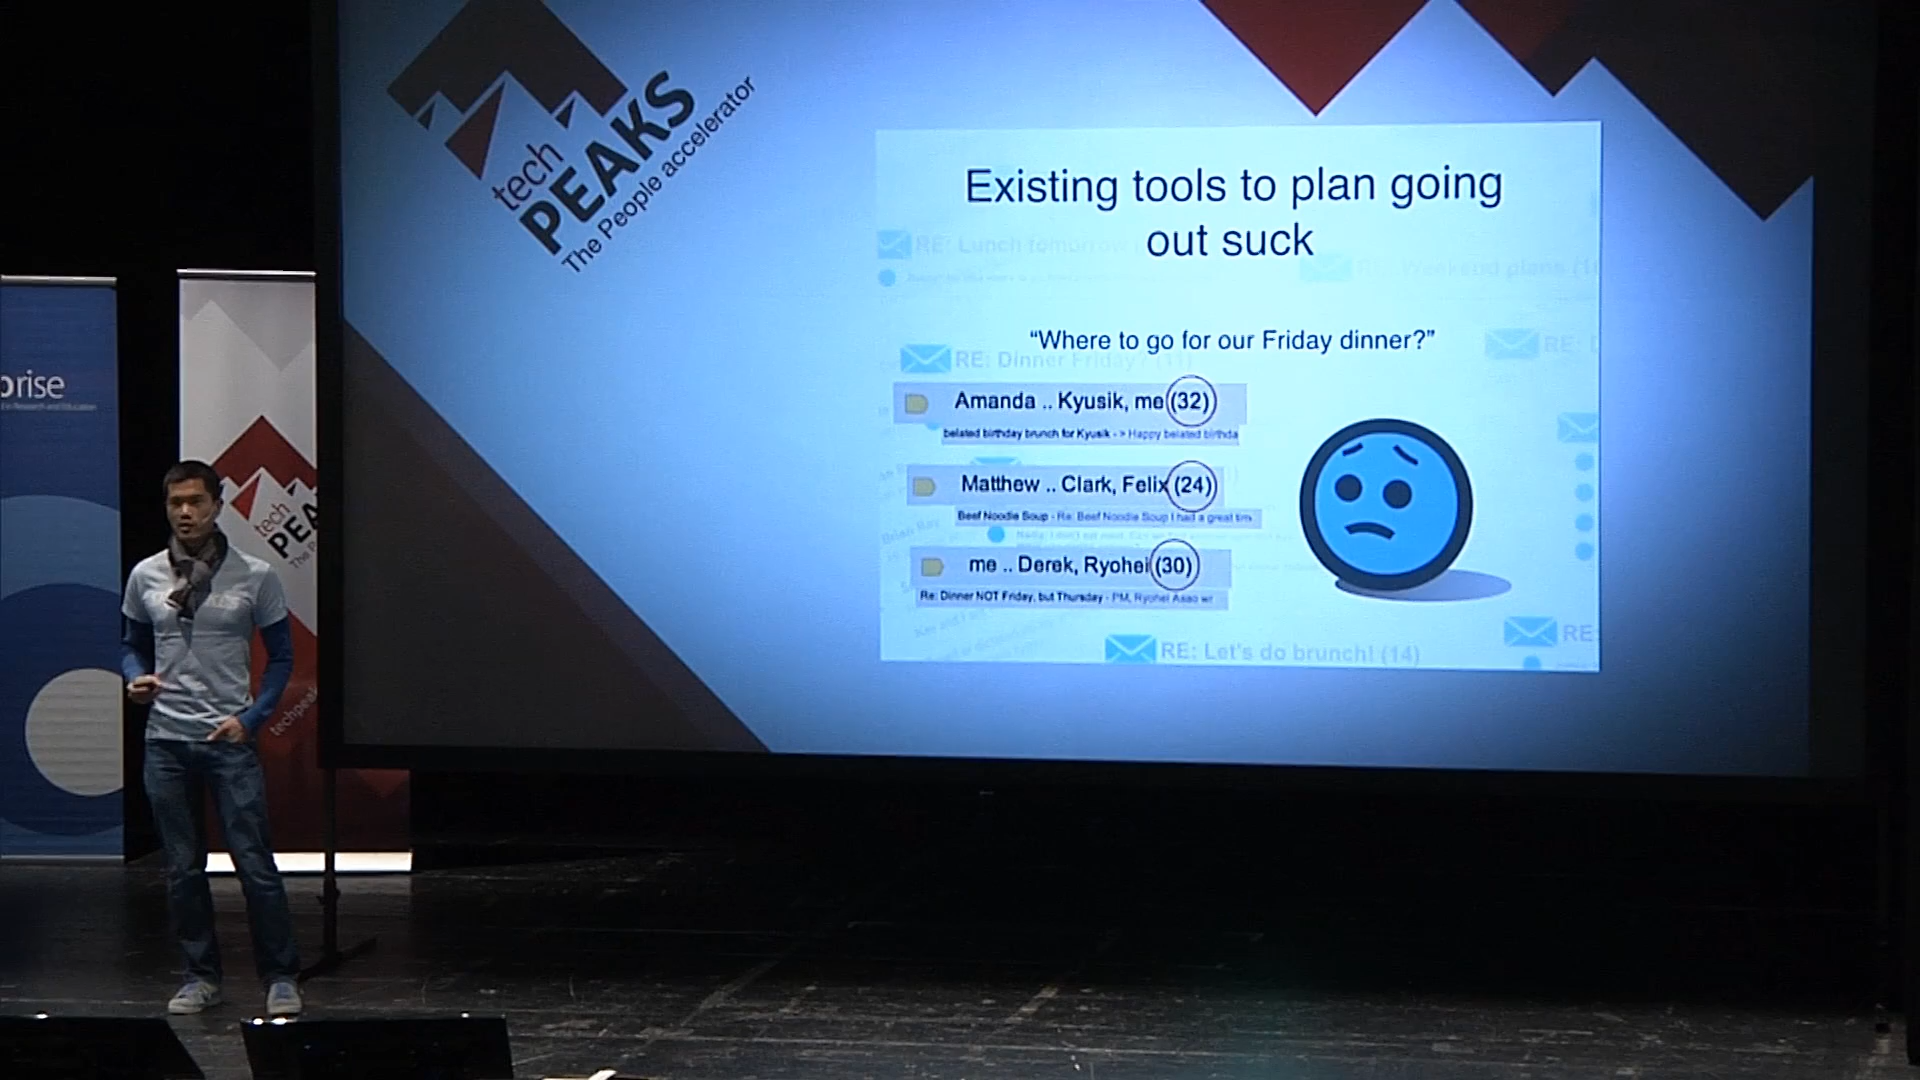 tech
PEAKS
The People accelerator
Existing tools to plan going
out suck
RE: Lunch tomorrow
Weekend plans
“Where to go for our Friday dinner?”
RE: Dinner Friday? (11)
RE:
Amanda .. Kyusik, me (32)
belated birthday brunch for Kyusik - > Happy belated birthda
Matthew .. Clark, Felix (24)
Beef Noodle Soup - Re: Beef Noodle Soup I had a great tim
me .. Derek, Ryohei (30)
Re: Dinner NOT Friday, but Thursday - PM, Ryohei
RE: Let's do brunch! (14)
RE:
prise
tech
PEA
The P
techpeak